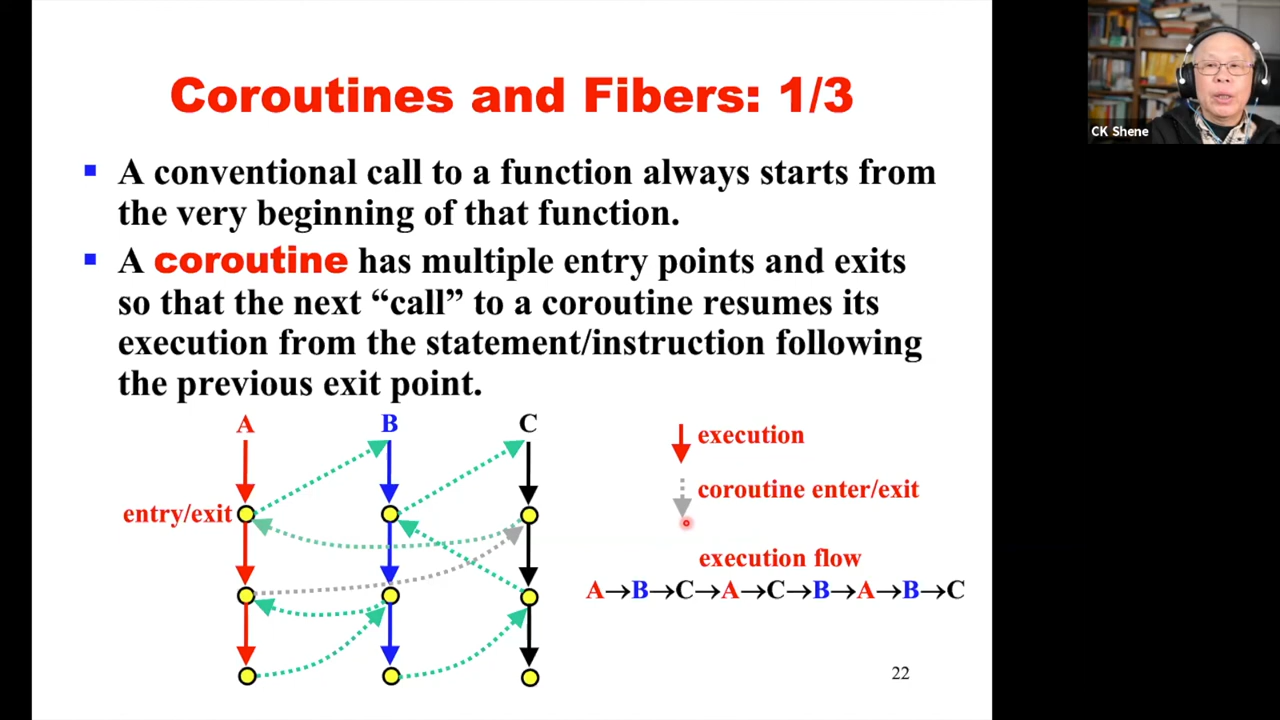 Coroutines and Fibers: 1/3
CK Shene
A conventional call to a function always starts from
the very beginning of that function.
A coroutine has multiple entry points and exits
so that the next “call” to a coroutine resumes its
execution from the statement/instruction following
the previous exit point.
A B C
execution
coroutine enter/exit
entry/exit
execution flow
A→B→C→A→C→B→A→B→C
22